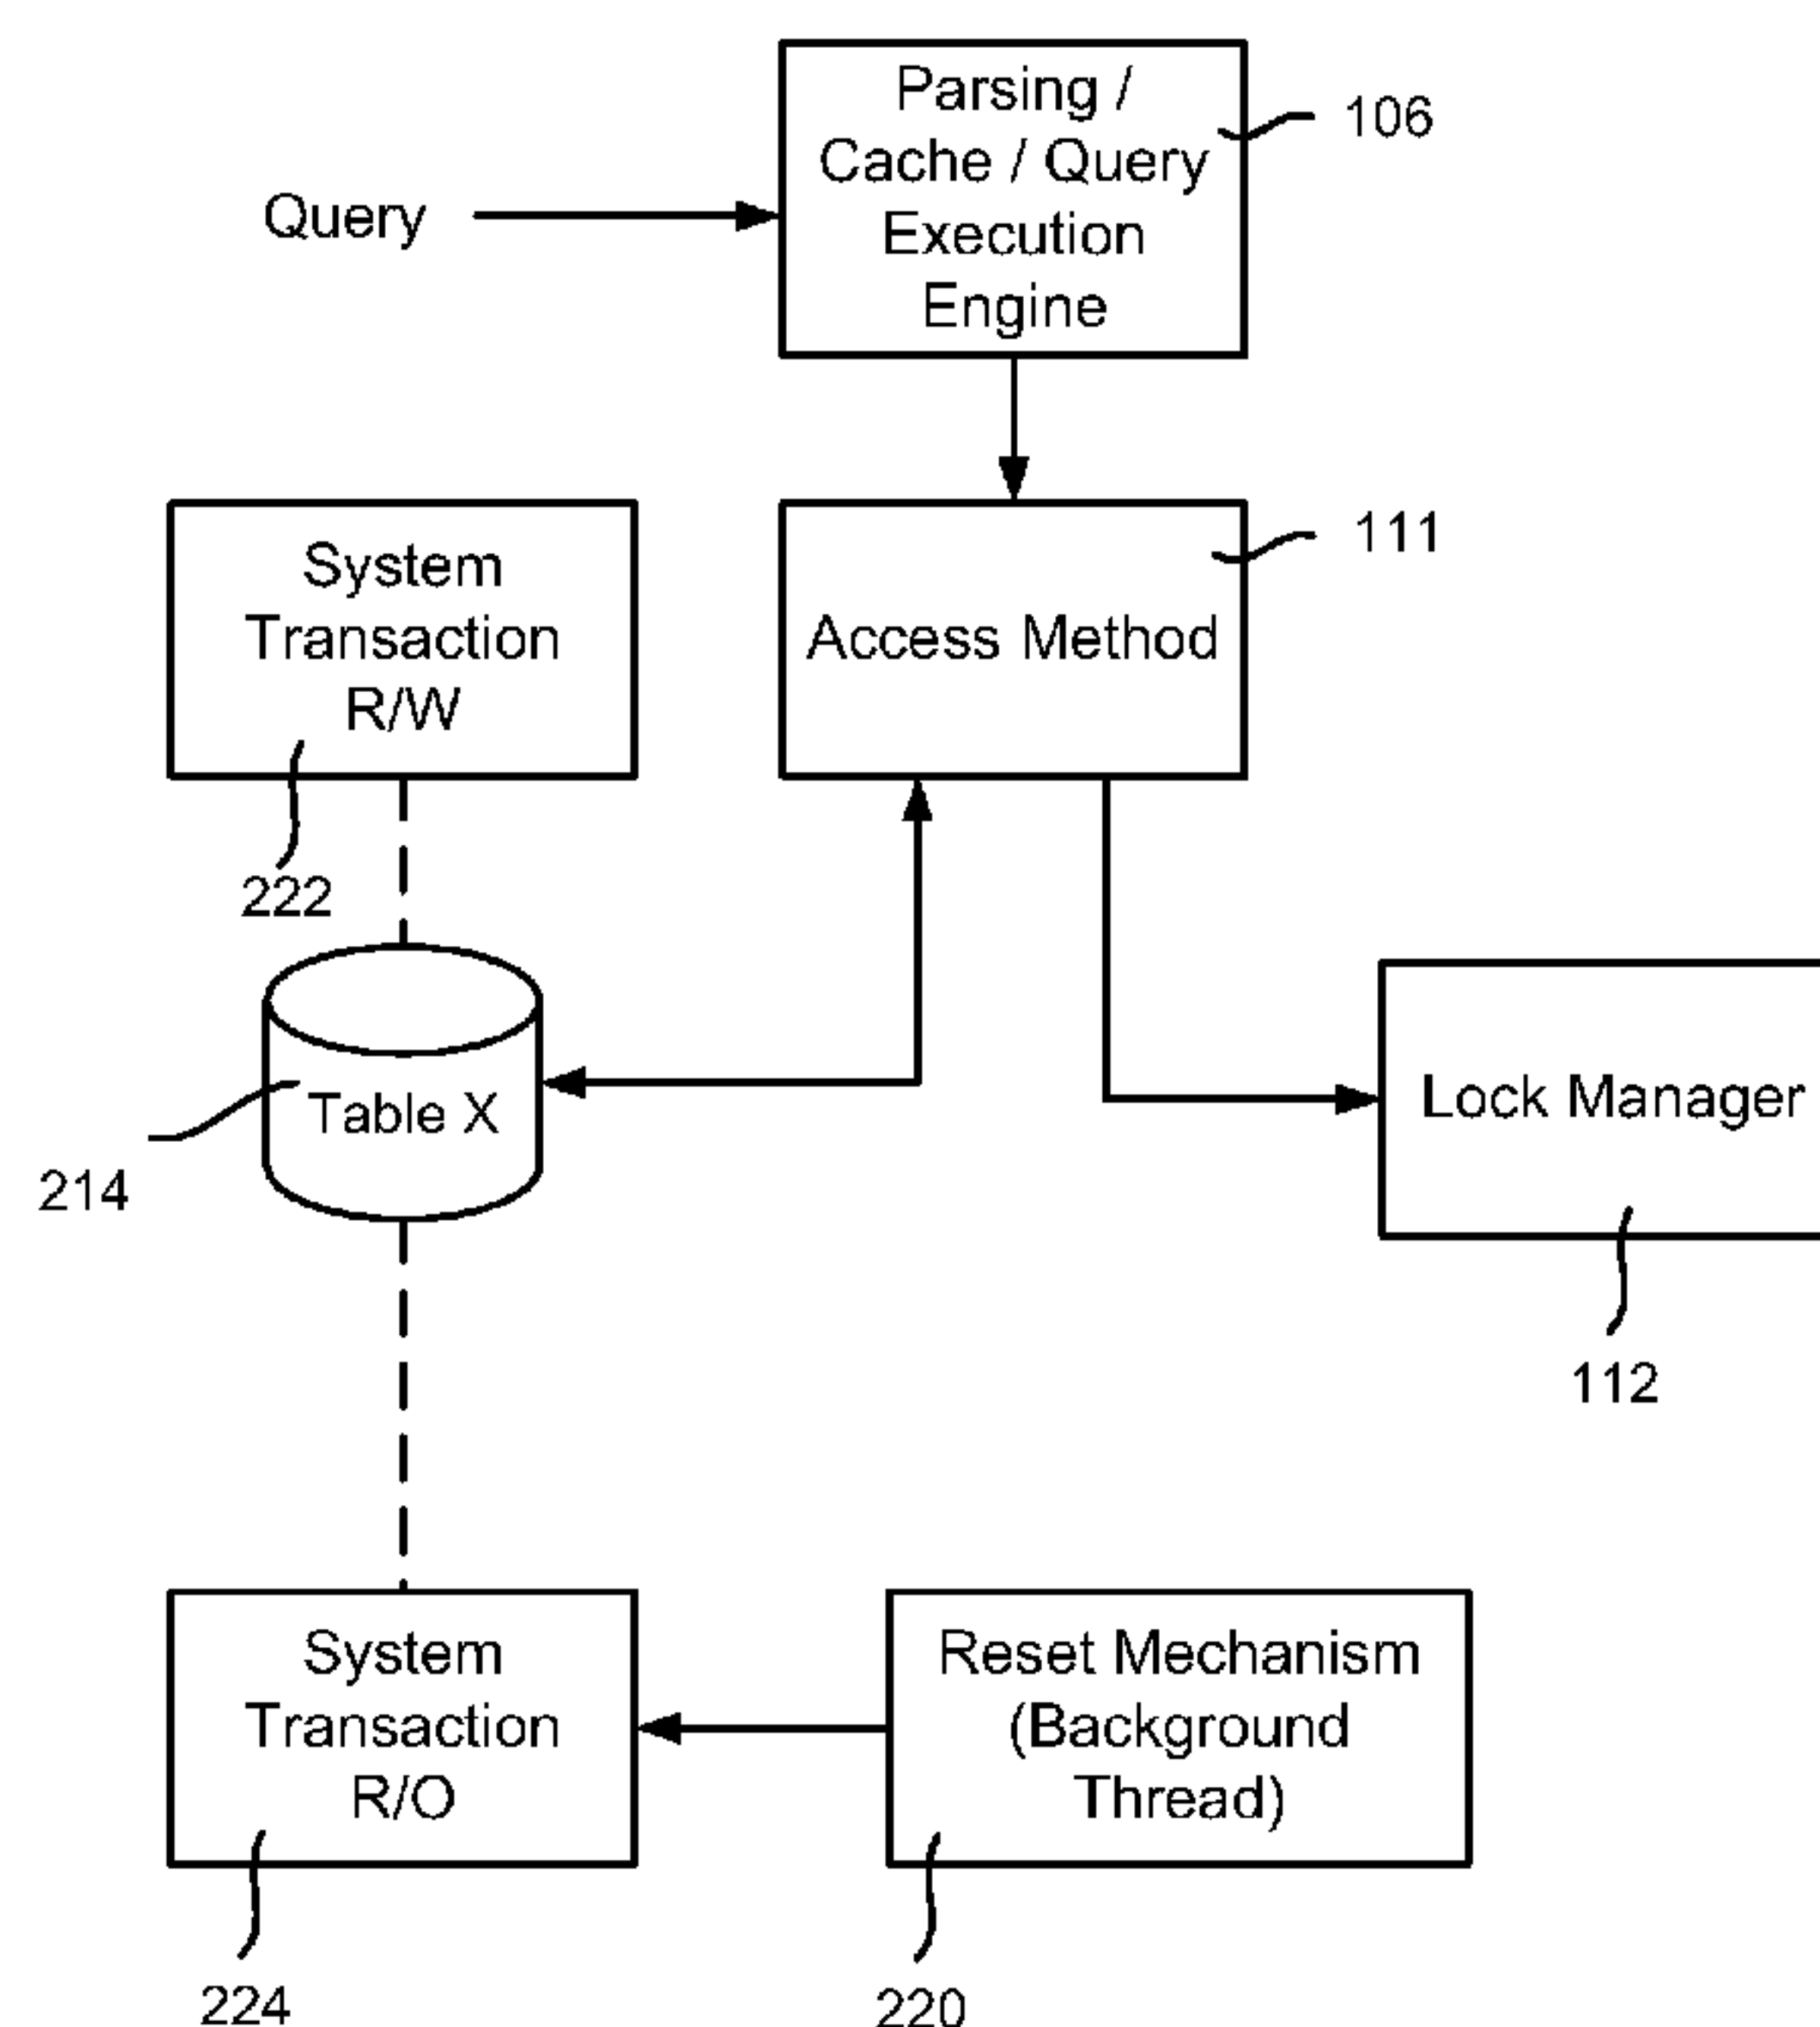 Parsing /
Cache / Query
Execution
Engine
106
Query
System
Transaction
R/W
222
Access Method
111
Table X
214
Lock Manager
112
System
Transaction
R/O
224
Reset Mechanism
(Background
Thread)
220